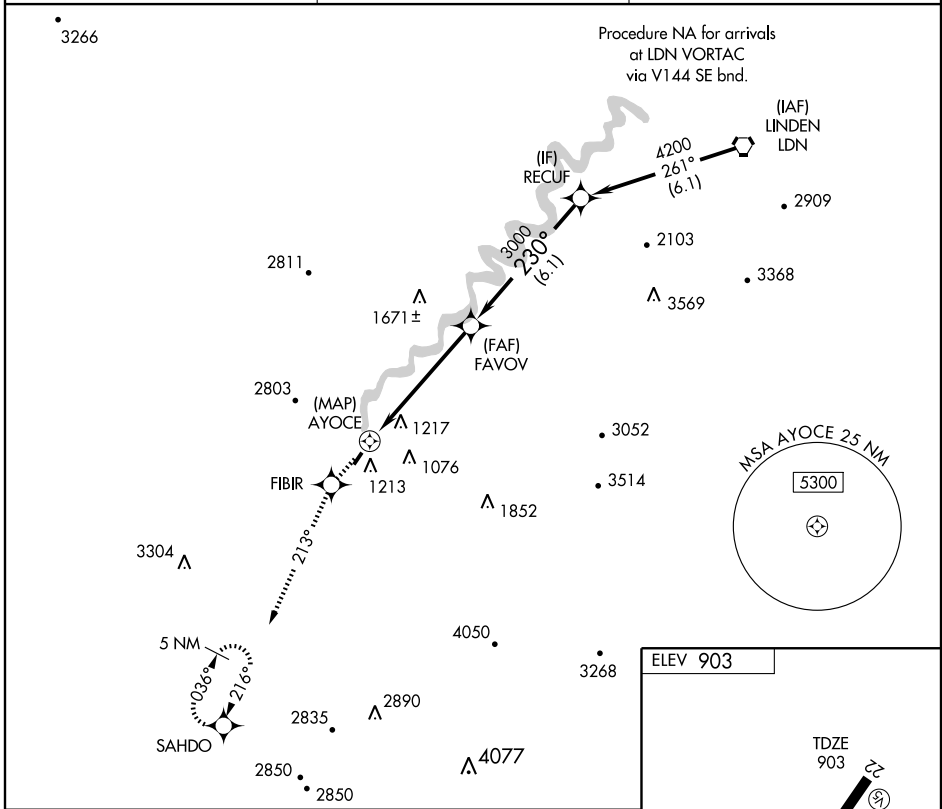 3266
Procedure NA for arrivals
at LDN VORTAC
via V144 SE bnd.
(IAF)
LINDEN
LDN
(IF)
RECUF
4200
261°
(6.1)
2909
2103
3000
230°
(6.1)
2811
3368
3569
1671±
(FAF)
FAVOV
2803
(MAP)
AYOCE
1217
3052
MSA AYOCE 25 NM
1076
FIBIR
1213
5300
3514
1852
213°
3304
5 NM
4050
036°
216°
3268
ELEV 903
2890
2835
SAHDO
TDZE
903
4077
22
2850
2850
V5